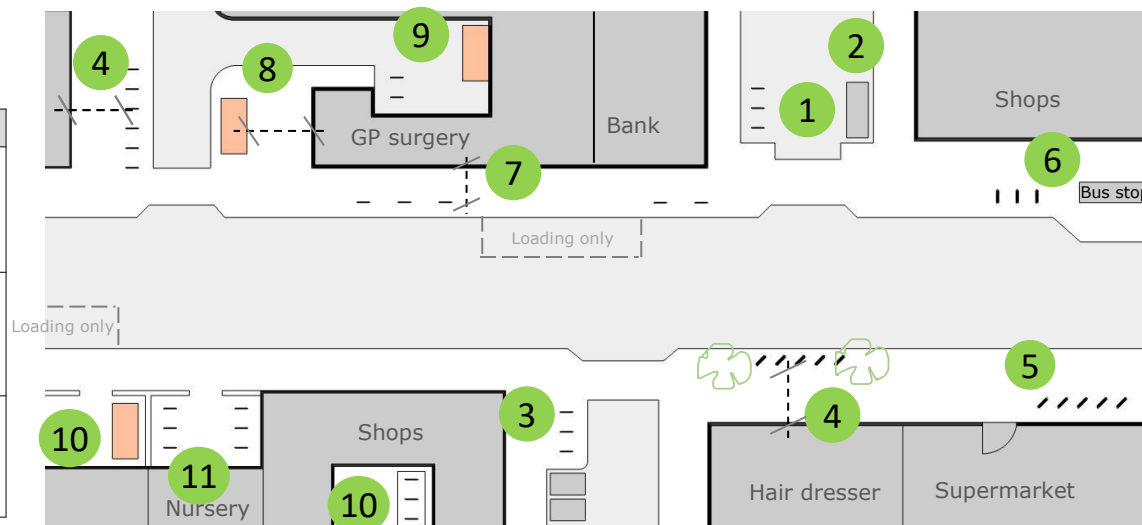 9
2
4
8
1
Shops
GP surgery
Bank
6
7
Bus stop
Loading only
Loading only
5
3
4
Shops
10
11
Hair dresser
Supermarket
Nursery
10